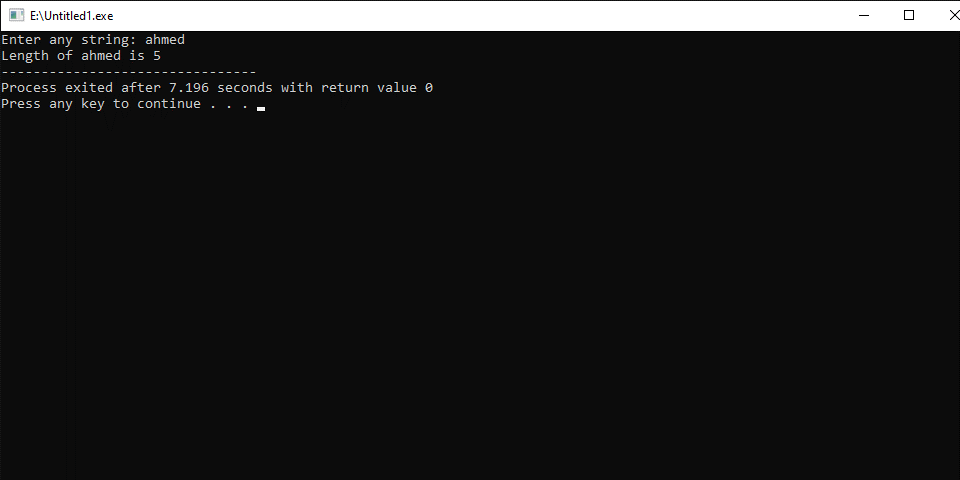 E:\Untitled1.exe
Enter any string: ahmed
Length of ahmed is 5
--------------------------------
Process exited after 7.196 seconds with return value 0
Press any key to continue . . .